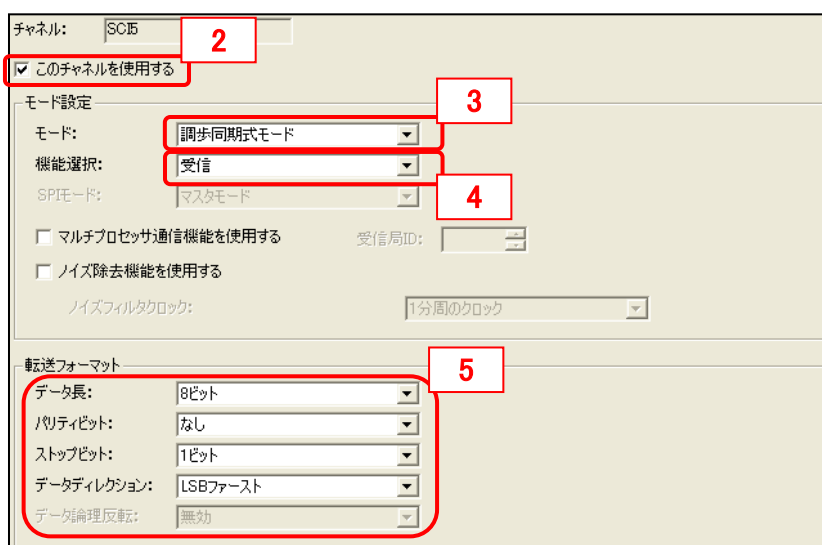 チャネル: SCI5
2
このチャネルを使用する
モード設定
3
モード: 調歩同期式モード
機能選択: 受信
SPIモード: マスタモード
4
マルチプロセッサ通信機能を使用する 受信局ID:
ノイズ除去機能を使用する
ノイズフィルタクロック: 1分周のクロック
転送フォーマット
5
データ長: 8ビット
パリティビット: なし
ストップビット: 1ビット
データディレクション: LSBファースト
データ論理反転: 無効